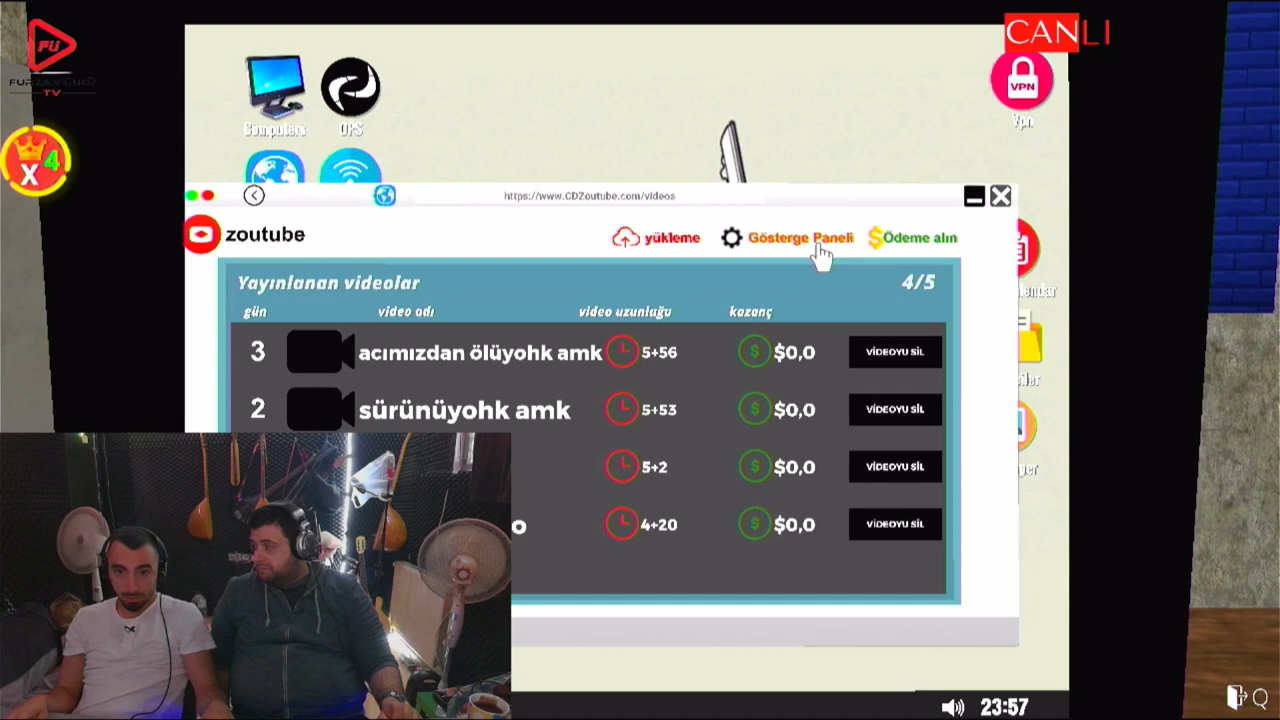 FU
TV
X 4
CANLI
VPN
Vpn
Computers
OPS
https://www.CDZoutube.com/videos
zoutube
yükleme
Gösterge Paneli
$Ödeme alın
Yayınlanan videolar
4/5
gün
video adı
video uzunluğu
kazanç
3
acımızdan ölüyohk amk
5+56
$
$0,0
VİDEOYU SİL
2
sürünüyohk amk
5+53
$
$0,0
VİDEOYU SİL
5+2
$
$0,0
VİDEOYU SİL
4+20
$
$0,0
VİDEOYU SİL
23:57
Q